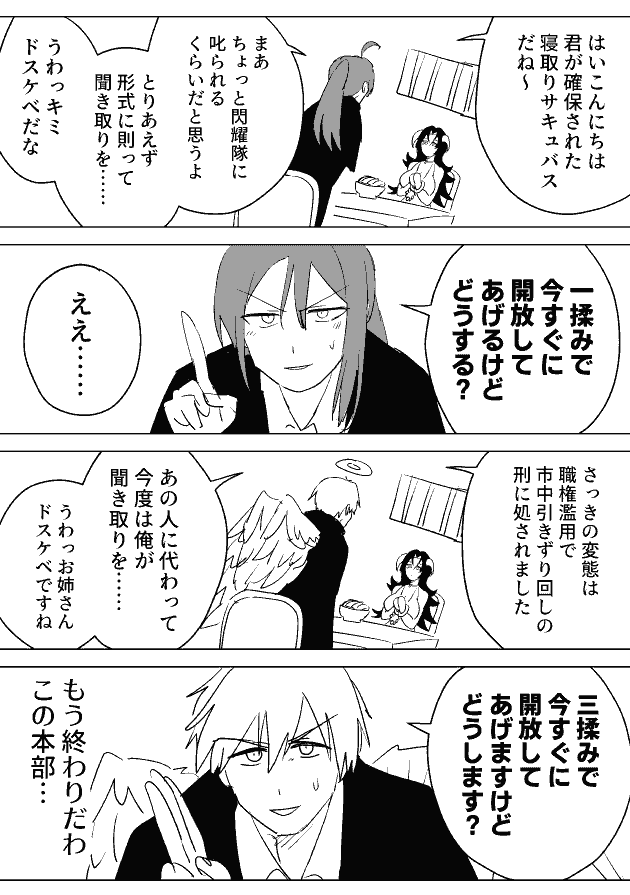 はいこんにちは
君が確保された
寝取りサキュバス
だね～
まあ
ちょっと閃耀隊に
叱られる
くらいだと思うよ
とりあえず
形式に則って
聞き取りを……
うわっキミ
ドスケベだな
一揉みで
今すぐに
開放して
あげるけど
どうする？
ええ……
さっきの変態は
職権濫用で
市中引きずり回しの
刑に処されました
あの人に代わって
今度は俺が
聞き取りを……
うわっお姉さん
ドスケベですね
三揉みで
今すぐに
開放して
あげますけど
どうします？
もう終わりだわ
この本部…